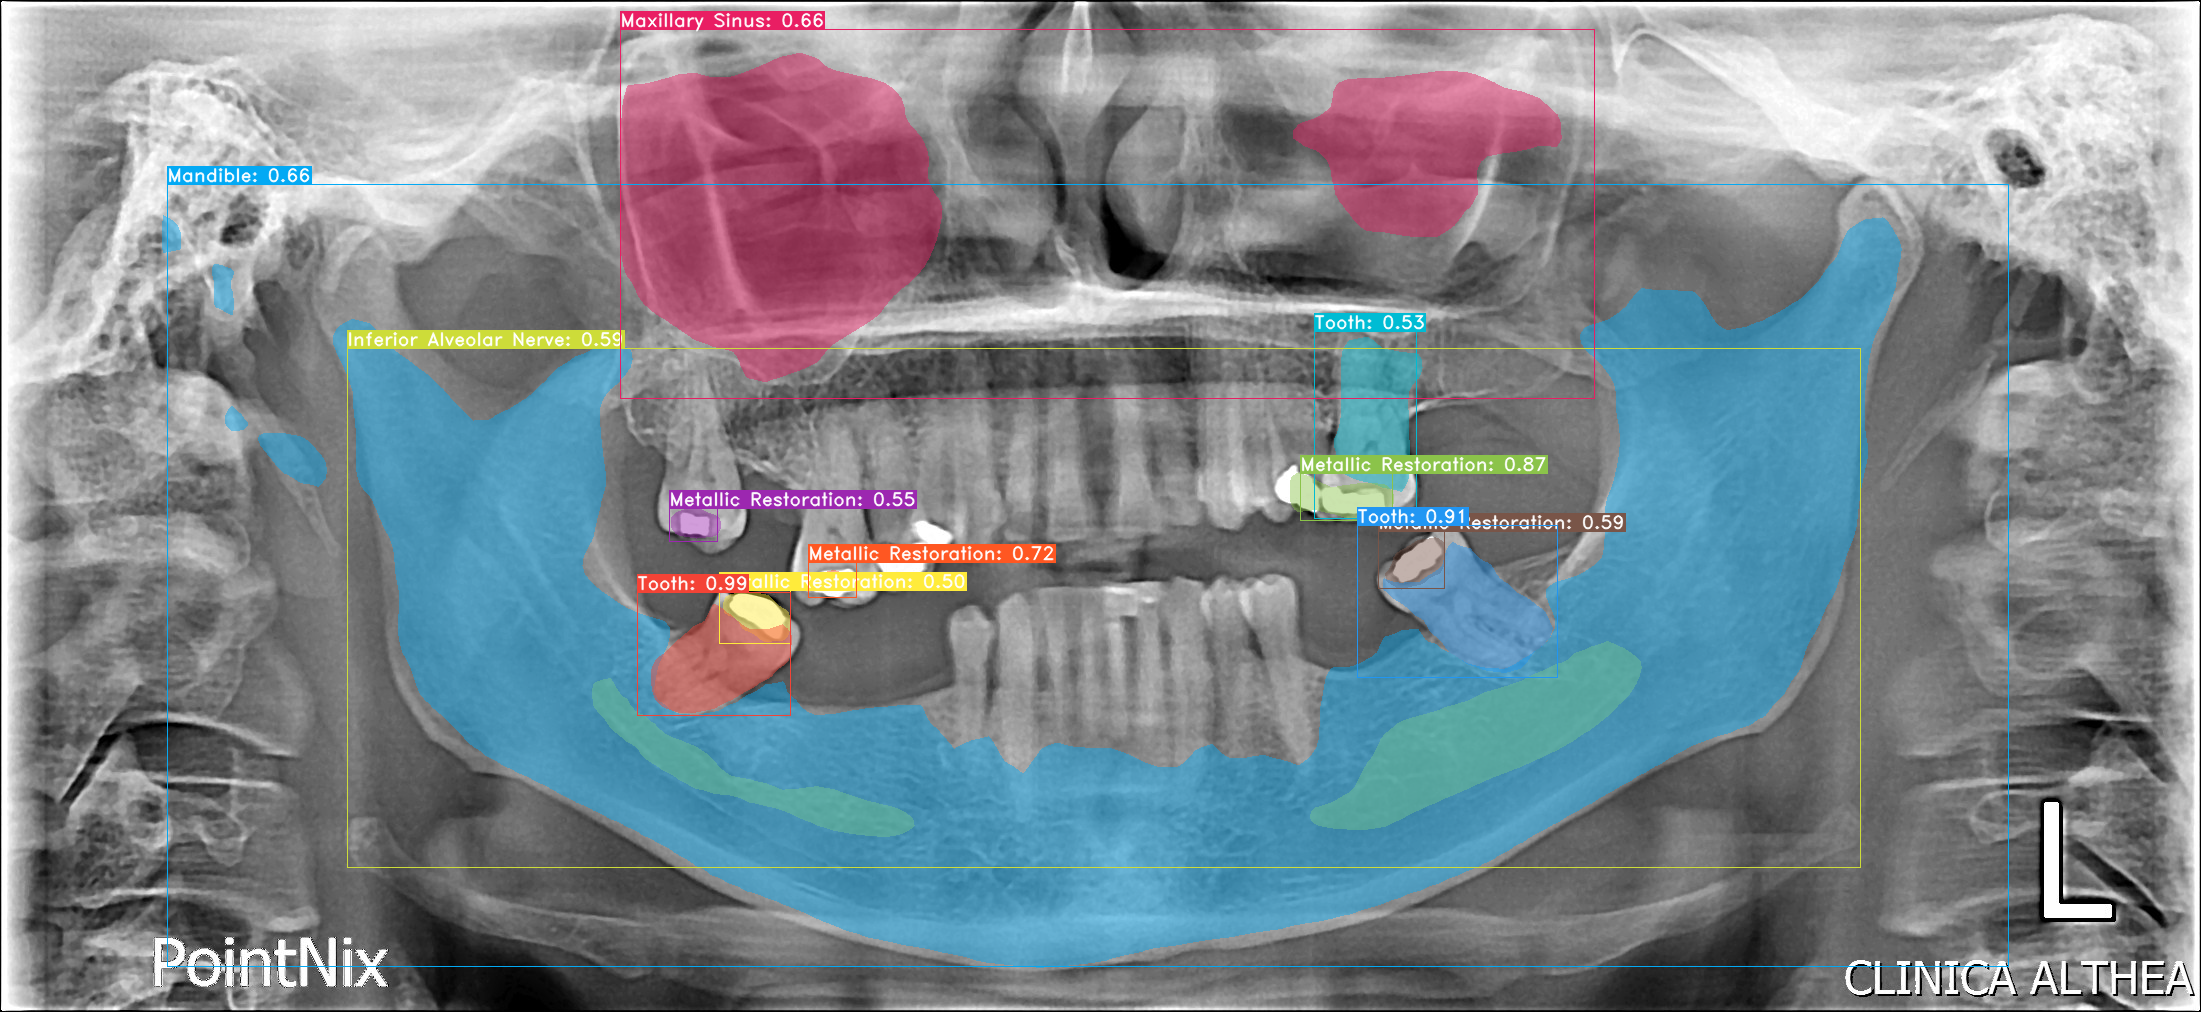 Maxillary Sinus: 0.66
Mandible: 0.66
Tooth: 0.53
Inferior Alveolar Nerve: 0.59
Metallic Restoration: 0.87
Metallic Restoration: 0.55
Tooth: 0.91
Metallic Restoration: 0.59
Metallic Restoration: 0.72
Tooth: 0.99
allic Restoration: 0.50
L
PointNix
CLINICA ALTHEA